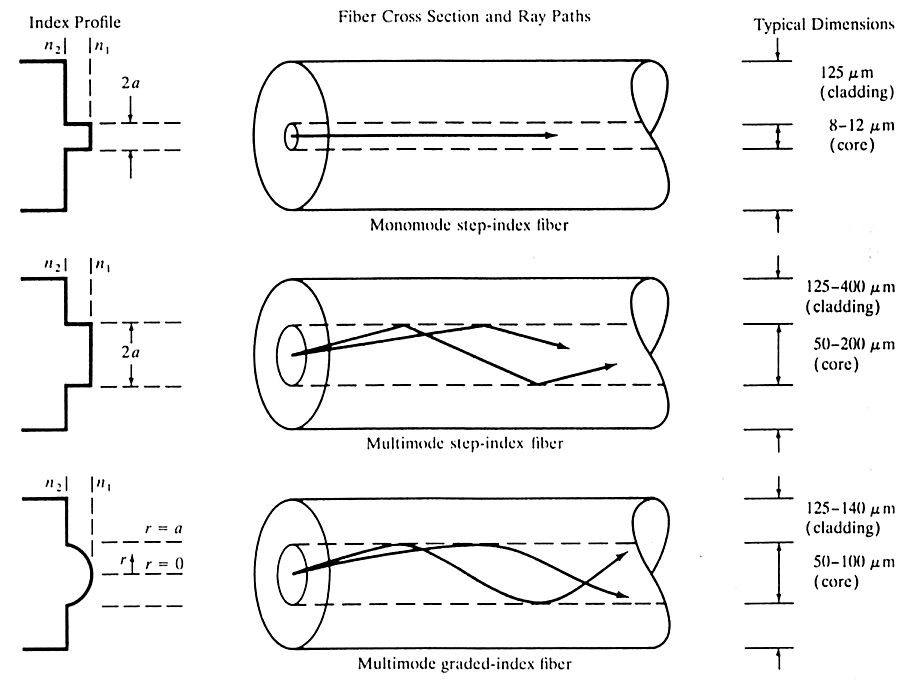 Fiber Cross Section and Ray Paths
Index Profile
Typical Dimensions
n₂ n₁
2a
125 μm
(cladding)
8–12 μm
(core)
Monomode step-index fiber
n₂ n₁
2a
125–400 μm
(cladding)
50–200 μm
(core)
Multimode step-index fiber
n₂ n₁
r = a
r r = 0
125–140 μm
(cladding)
50–100 μm
(core)
Multimode graded-index fiber